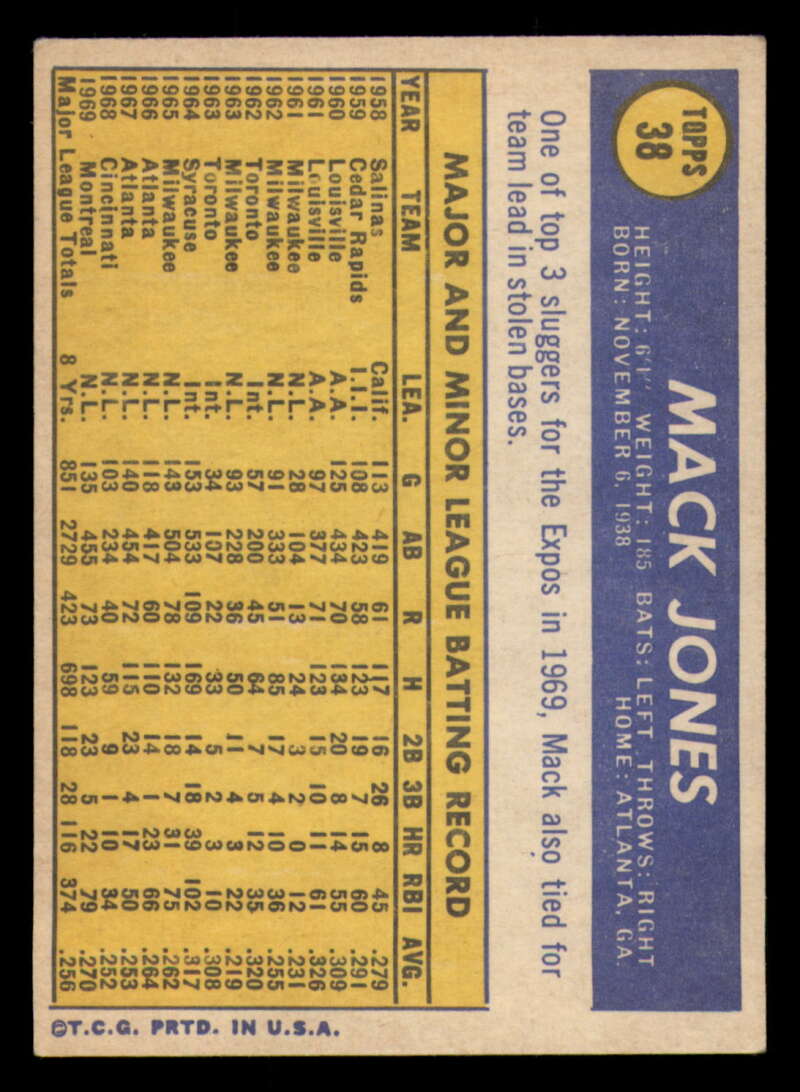 TOPPS
38
MACK JONES
HEIGHT: 6'1" WEIGHT: 185 BATS: LEFT THROWS: RIGHT
BORN: NOVEMBER 6, 1938 HOME: ATLANTA, GA.
One of top 3 sluggers for the Expos in 1969, Mack also tied for
team lead in stolen bases.
MAJOR AND MINOR LEAGUE BATTING RECORD
YEAR TEAM LEA. G AB R H 2B 3B HR RBI AVG.
1958 Salinas Calif. 113 419 61 117 16 26 8 45 .279
1959 Cedar Rapids I.I.I. 108 423 58 123 19 7 15 60 .291
1960 Louisville A.A. 125 434 70 134 20 8 14 55 .309
1961 Louisville A.A. 97 377 71 123 15 10 11 61 .326
1961 Milwaukee N.L. 28 104 13 24 3 2 0 12 .231
1962 Milwaukee N.L. 91 333 51 85 17 4 10 36 .255
1962 Toronto Int. 57 200 45 64 7 5 12 35 .320
1963 Milwaukee N.L. 93 228 36 50 11 4 3 22 .219
1963 Toronto Int. 34 107 22 33 5 2 3 10 .308
1964 Syracuse Int. 153 533 109 169 14 18 39 102 .317
1965 Milwaukee N.L. 143 504 78 132 18 7 31 75 .262
1966 Atlanta N.L. 118 417 60 110 14 1 23 66 .264
1967 Atlanta N.L. 140 454 72 115 23 4 17 50 .253
1968 Cincinnati N.L. 103 234 40 59 9 1 10 34 .252
1969 Montreal N.L. 135 455 73 123 23 5 22 79 .270
Major League Totals 8 Yrs. 851 2729 423 698 118 28 116 374 .256
©T.C.G. PRTD. IN U.S.A.